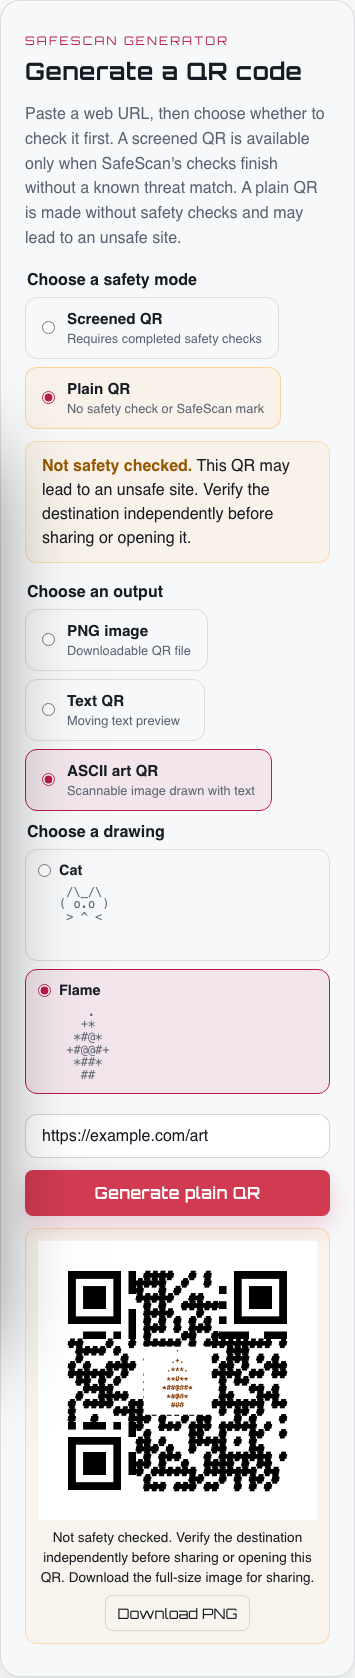 SAFESCAN GENERATOR
Generate a QR code
Paste a web URL, then choose whether to
check it first. A screened QR is available
only when SafeScan's checks finish
without a known threat match. A plain QR
is made without safety checks and may
lead to an unsafe site.
Choose a safety mode
Screened QR
Requires completed safety checks
Plain QR
No safety check or SafeScan mark
Not safety checked. This QR may
lead to an unsafe site. Verify the
destination independently before
sharing or opening it.
Choose an output
PNG image
Downloadable QR file
Text QR
Moving text preview
ASCII art QR
Scannable image drawn with text
Choose a drawing
Cat
/\_/\
( o.o )
> ^ <
Flame
.
+*
*#@*
+#@@#+
*##*
##
https://example.com/art
Generate plain QR
Not safety checked. Verify the destination
independently before sharing or opening this
QR. Download the full-size image for sharing.
Download PNG